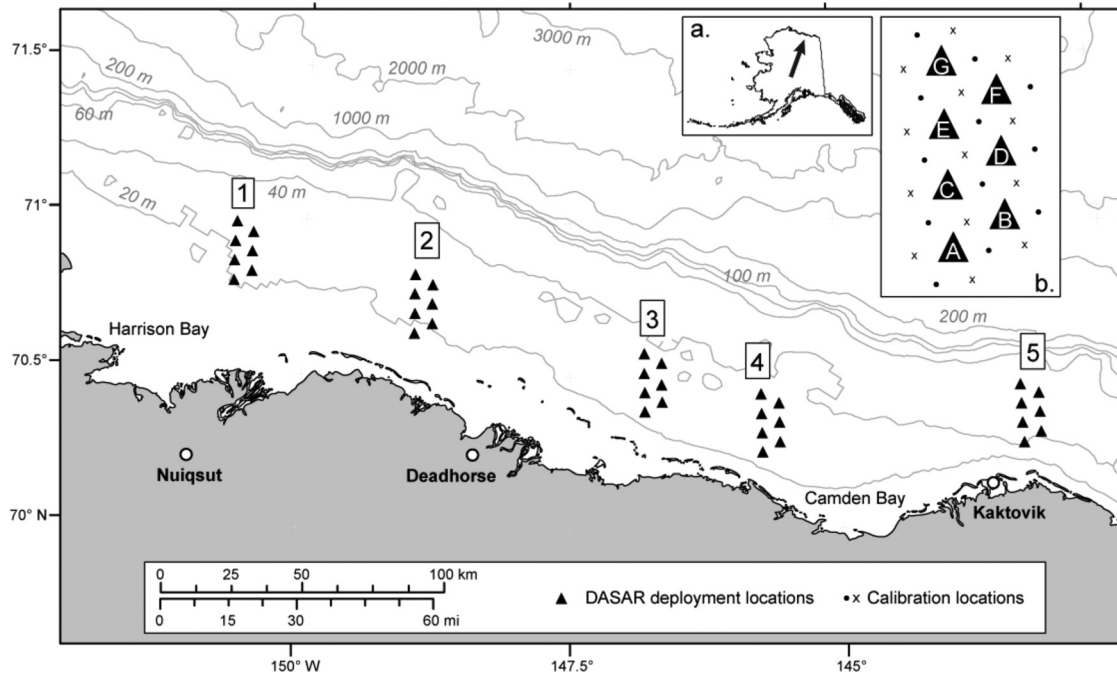 71.5°
71°
70.5°
70° N
3000 m
2000 m
200 m
1000 m
60 m
40 m
20 m
100 m
200 m
1
2
3
4
5
Harrison Bay
Nuiqsut
Deadhorse
Camden Bay
Kaktovik
a.
G
F
E
D
C
B
A
b.
0 25 50 100 km
0 15 30 60 mi
DASAR deployment locations
x Calibration locations
150° W
147.5°
145°